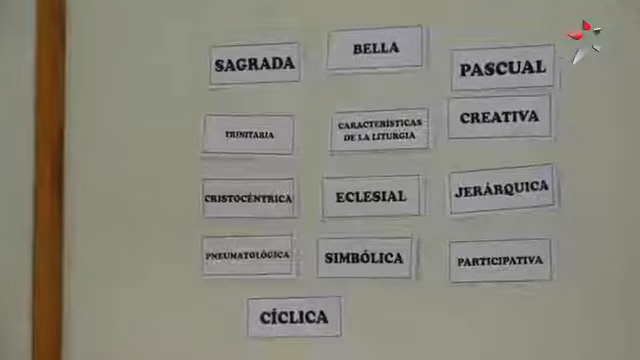 SAGRADA
BELLA
PASCUAL
TRINITARIA
CARACTERÍSTICAS
DE LA LITURGIA
CREATIVA
CRISTOCÉNTRICA
ECLESIAL
JERÁRQUICA
PNEUMATOLÓGICA
SIMBÓLICA
PARTICIPATIVA
CÍCLICA